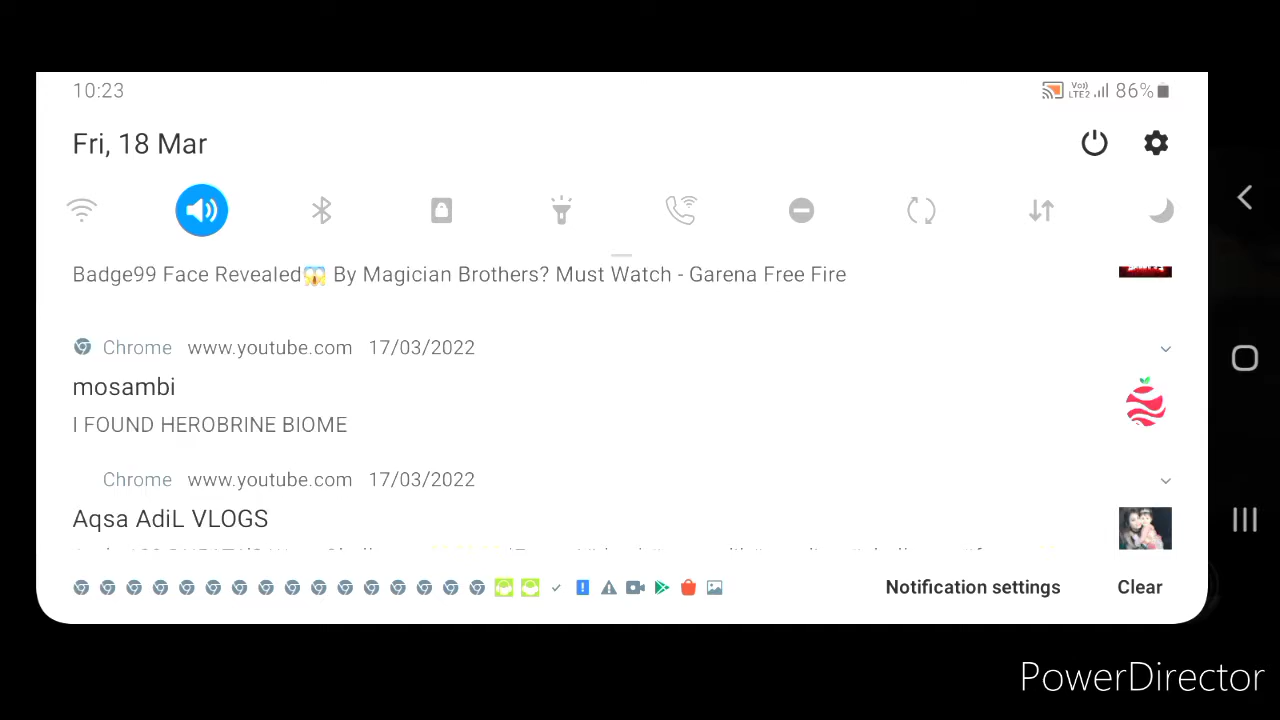 10:23
Vo)) LTE2 86%
Fri, 18 Mar
Badge99 Face Revealed😱 By Magician Brothers? Must Watch - Garena Free Fire
Chrome www.youtube.com 17/03/2022
mosambi
I FOUND HEROBRINE BIOME
Chrome www.youtube.com 17/03/2022
Aqsa AdiL VLOGS
Notification settings Clear
PowerDirector